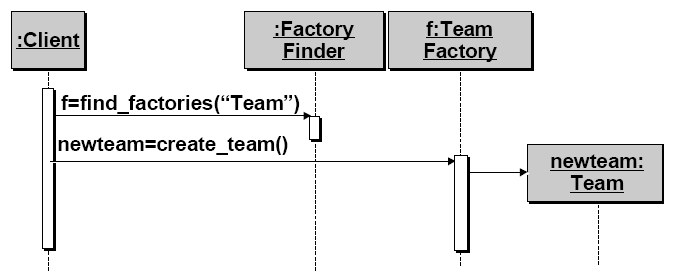 :Client
:Factory
Finder
f:Team
Factory
f=find_factories(“Team”)
newteam=create_team()
newteam:
Team